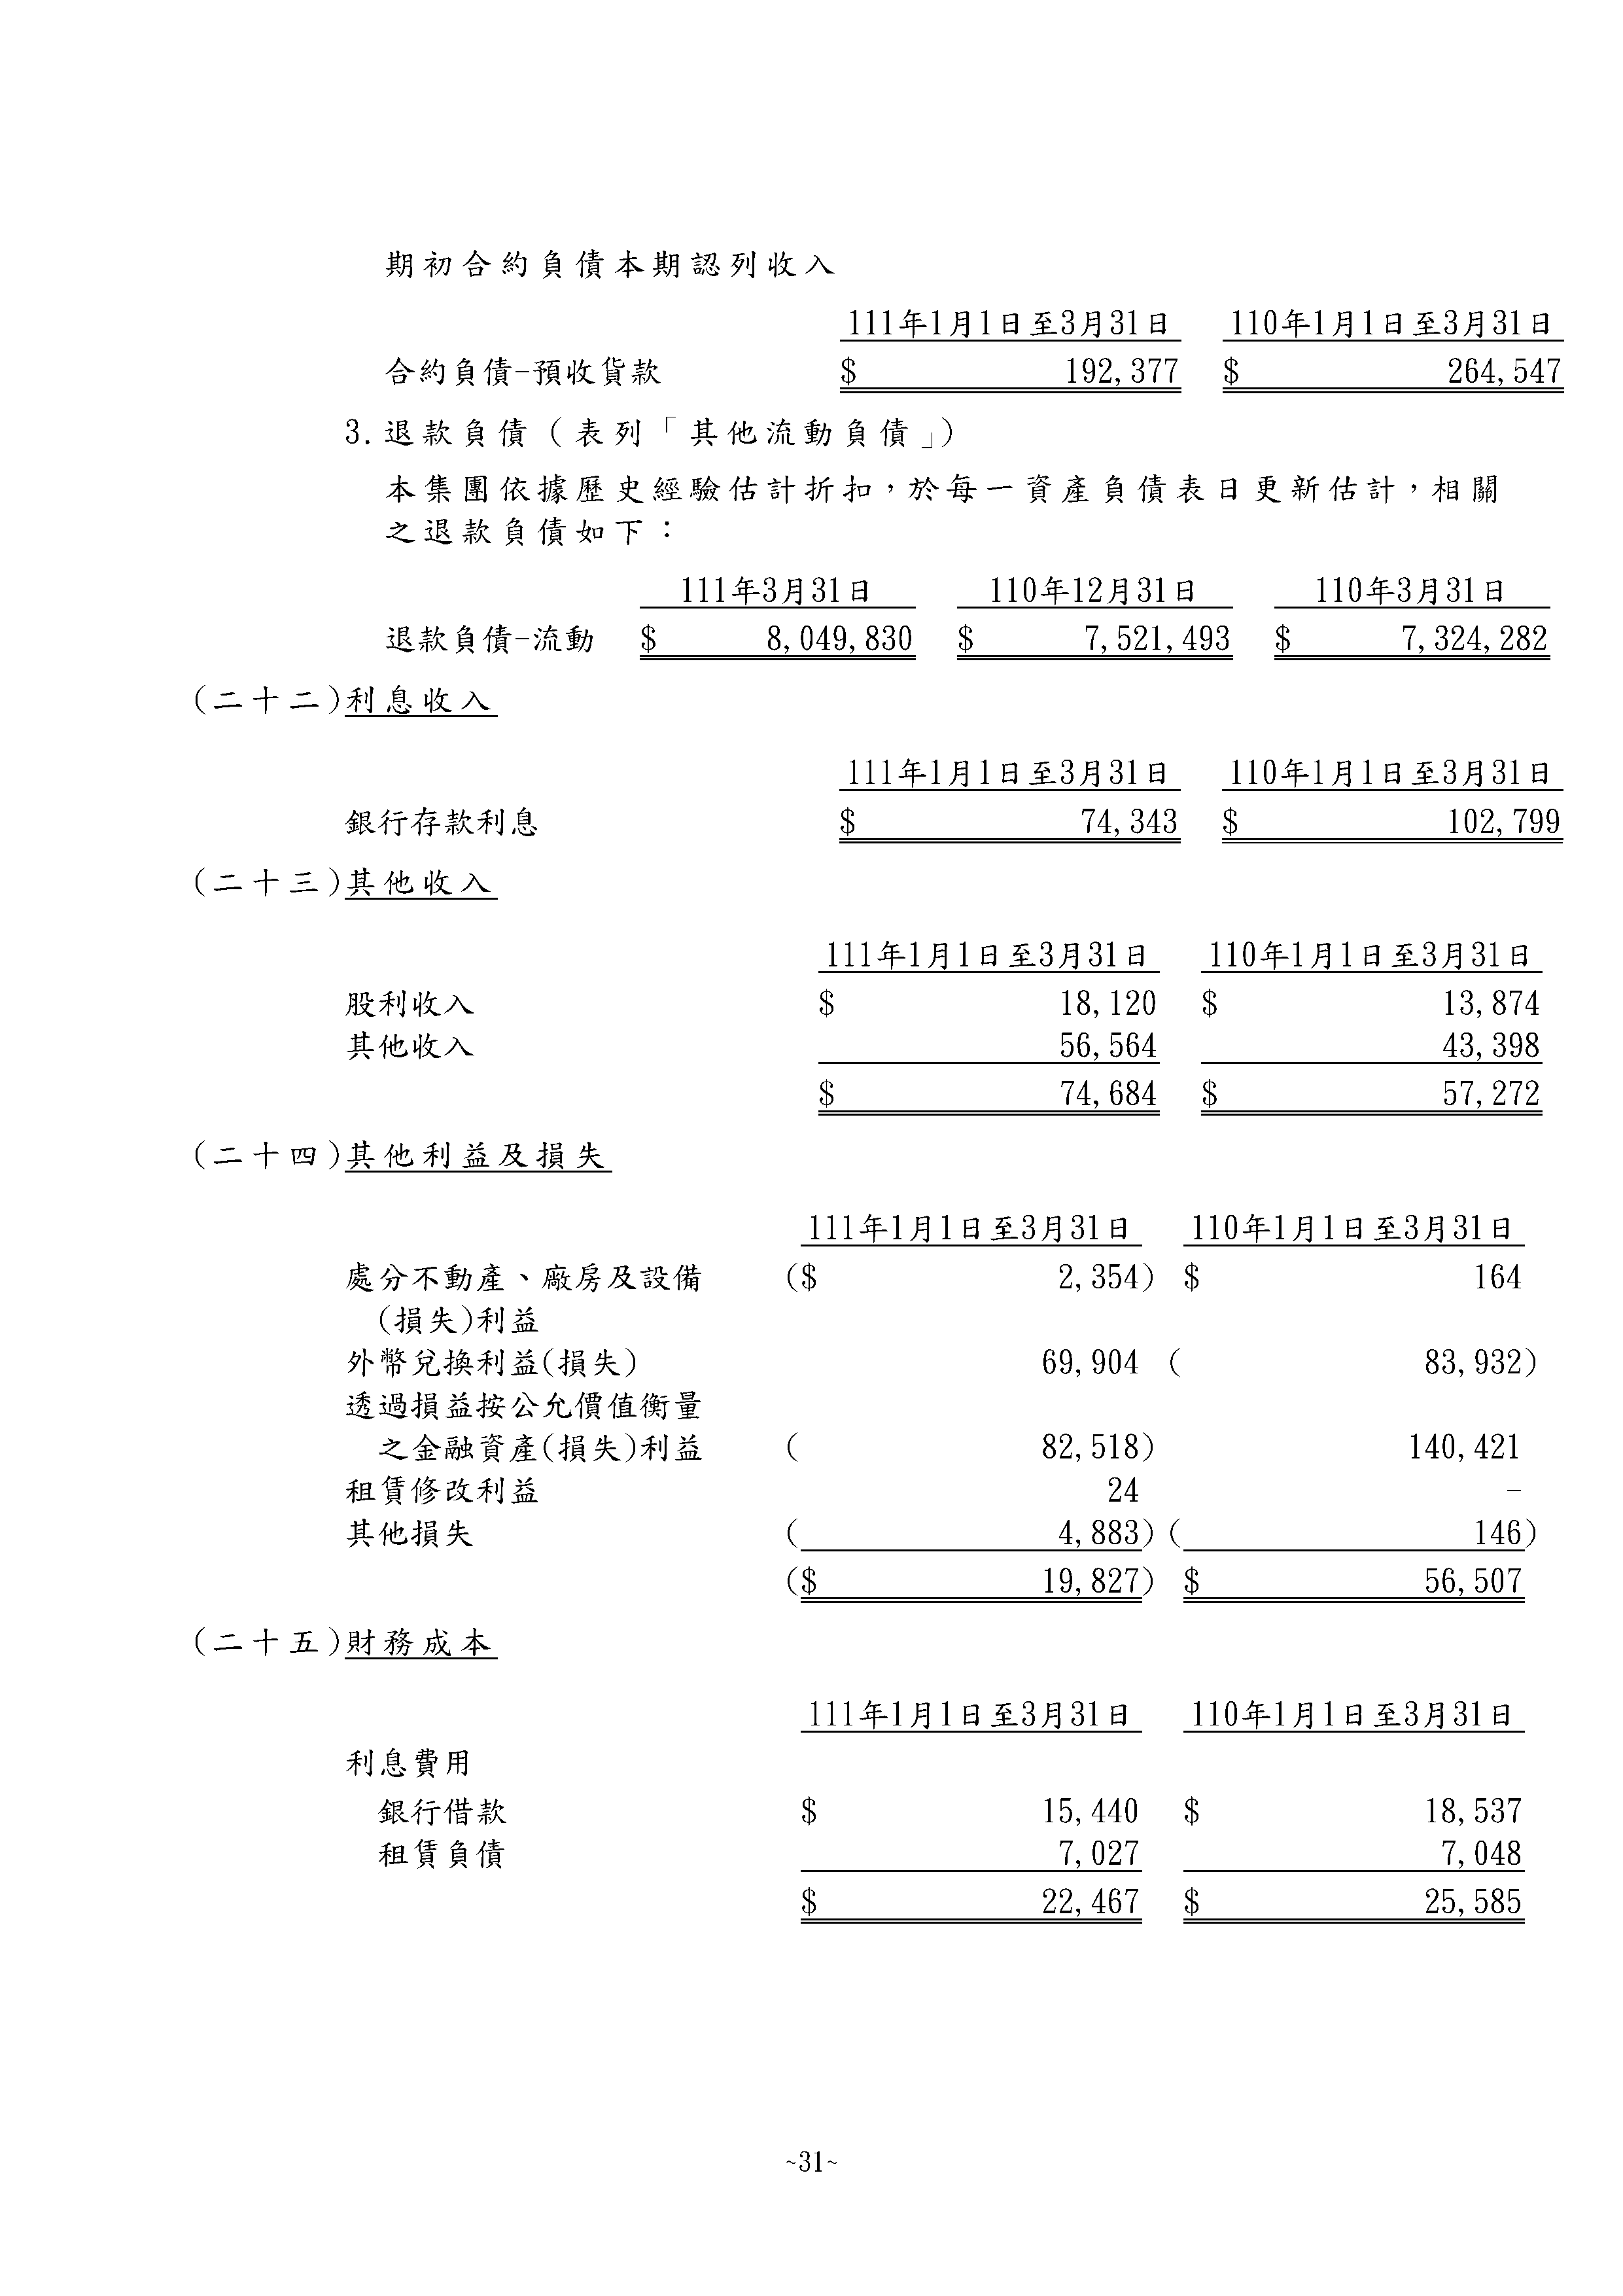 期初合約負債本期認列收入
111年1月1日至3月31日 110年1月1日至3月31日
合約負債-預收貨款 $ 192,377 $ 264,547
3.退款負債（表列「其他流動負債」）
本集團依據歷史經驗估計折扣，於每一資產負債表日更新估計，相關
之退款負債如下：
111年3月31日 110年12月31日 110年3月31日
退款負債-流動 $ 8,049,830 $ 7,521,493 $ 7,324,282
(二十二)利息收入
111年1月1日至3月31日 110年1月1日至3月31日
銀行存款利息 $ 74,343 $ 102,799
(二十三)其他收入
111年1月1日至3月31日 110年1月1日至3月31日
股利收入 $ 18,120 $ 13,874
其他收入 56,564 43,398
$ 74,684 $ 57,272
(二十四)其他利益及損失
111年1月1日至3月31日 110年1月1日至3月31日
處分不動產、廠房及設備 ($ 2,354) $ 164
(損失)利益
外幣兌換利益(損失) 69,904 ( 83,932)
透過損益按公允價值衡量
之金融資產(損失)利益 ( 82,518) 140,421
租賃修改利益 24 -
其他損失 ( 4,883) ( 146)
($ 19,827) $ 56,507
(二十五)財務成本
111年1月1日至3月31日 110年1月1日至3月31日
利息費用
銀行借款 $ 15,440 $ 18,537
租賃負債 7,027 7,048
$ 22,467 $ 25,585
~31~